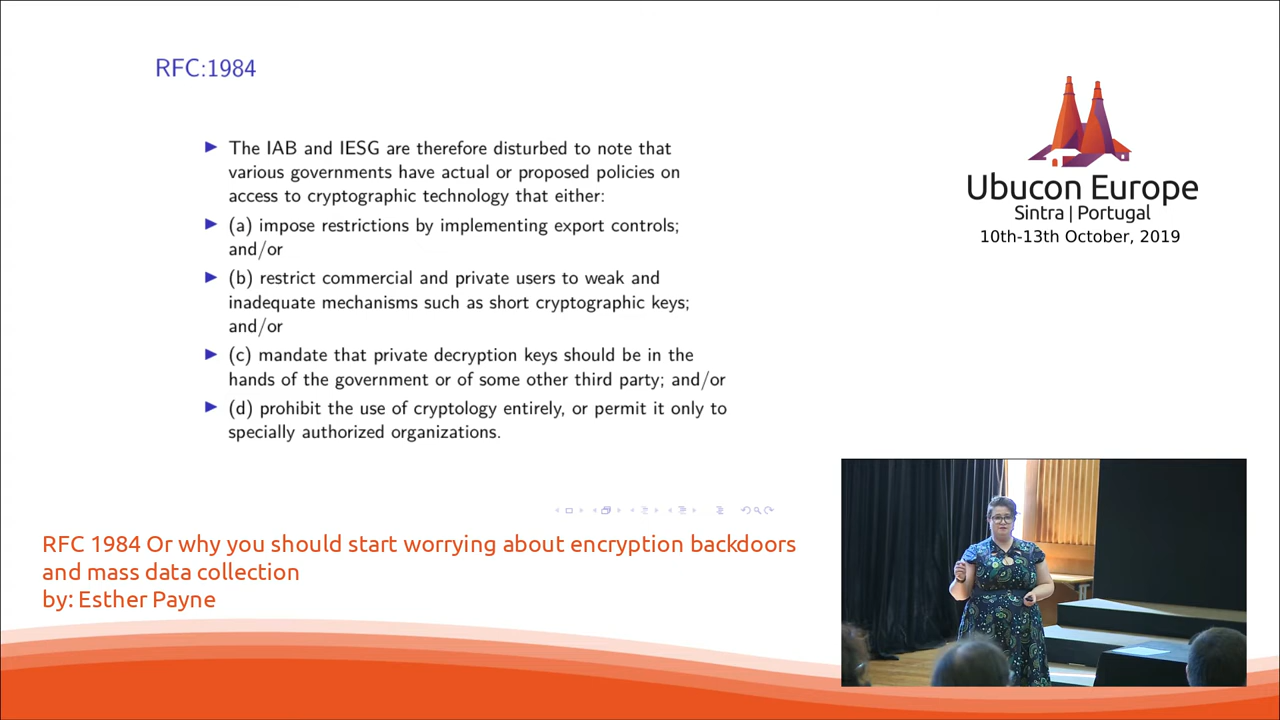 RFC:1984
The IAB and IESG are therefore disturbed to note that
various governments have actual or proposed policies on
access to cryptographic technology that either:
(a) impose restrictions by implementing export controls;
and/or
(b) restrict commercial and private users to weak and
inadequate mechanisms such as short cryptographic keys;
and/or
(c) mandate that private decryption keys should be in the
hands of the government or of some other third party; and/or
(d) prohibit the use of cryptology entirely, or permit it only to
specially authorized organizations.
Ubucon Europe
Sintra | Portugal
10th-13th October, 2019
RFC 1984 Or why you should start worrying about encryption backdoors
and mass data collection
by: Esther Payne